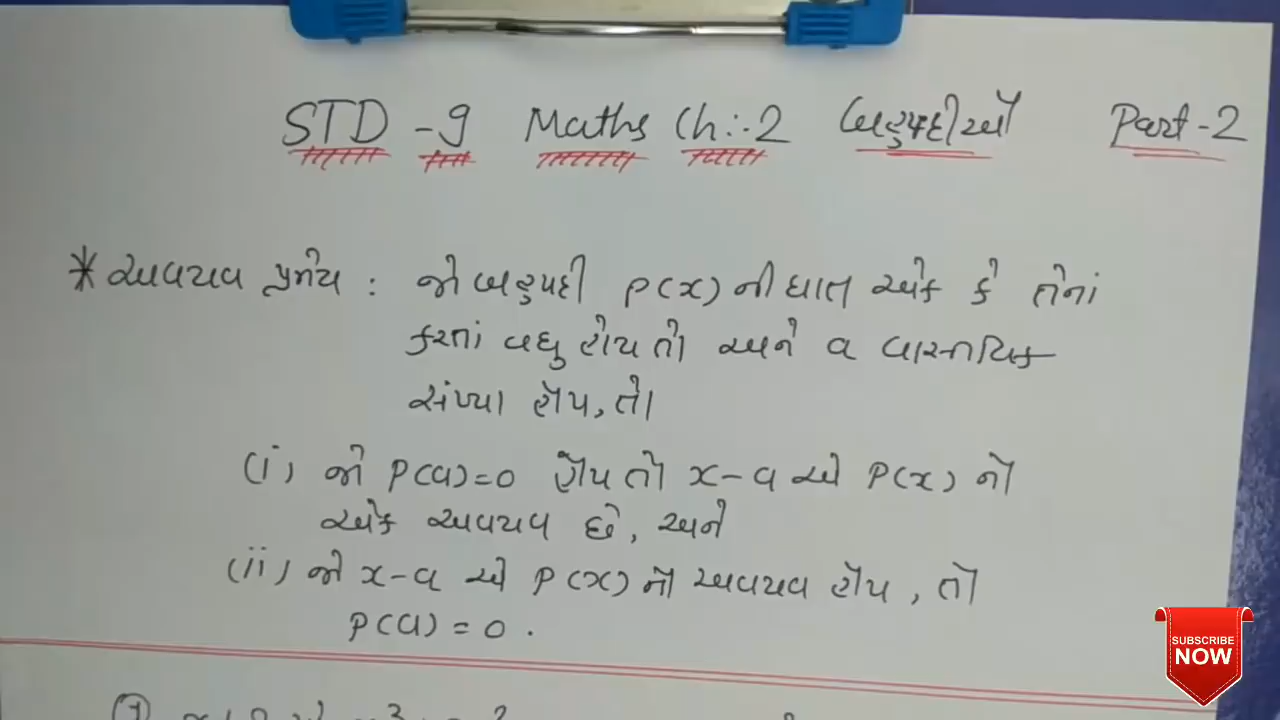 STD - 9 Maths Ch:-2 બહુપદીઓ Part-2
* અવયવ પ્રમેય : જો બહુપદી P(x) ની ઘાત એક કે તેનાં
કરતાં વધુ હોય તો અને a વાસ્તવિક
સંખ્યા હોય, તો
(i) જો P(a)=0 હોય તો x-a એ P(x) નો
એક અવયવ છે, અને
(ii) જો x-a એ P(x) નો અવયવ હોય, તો
P(a) = 0 .
SUBSCRIBE
NOW